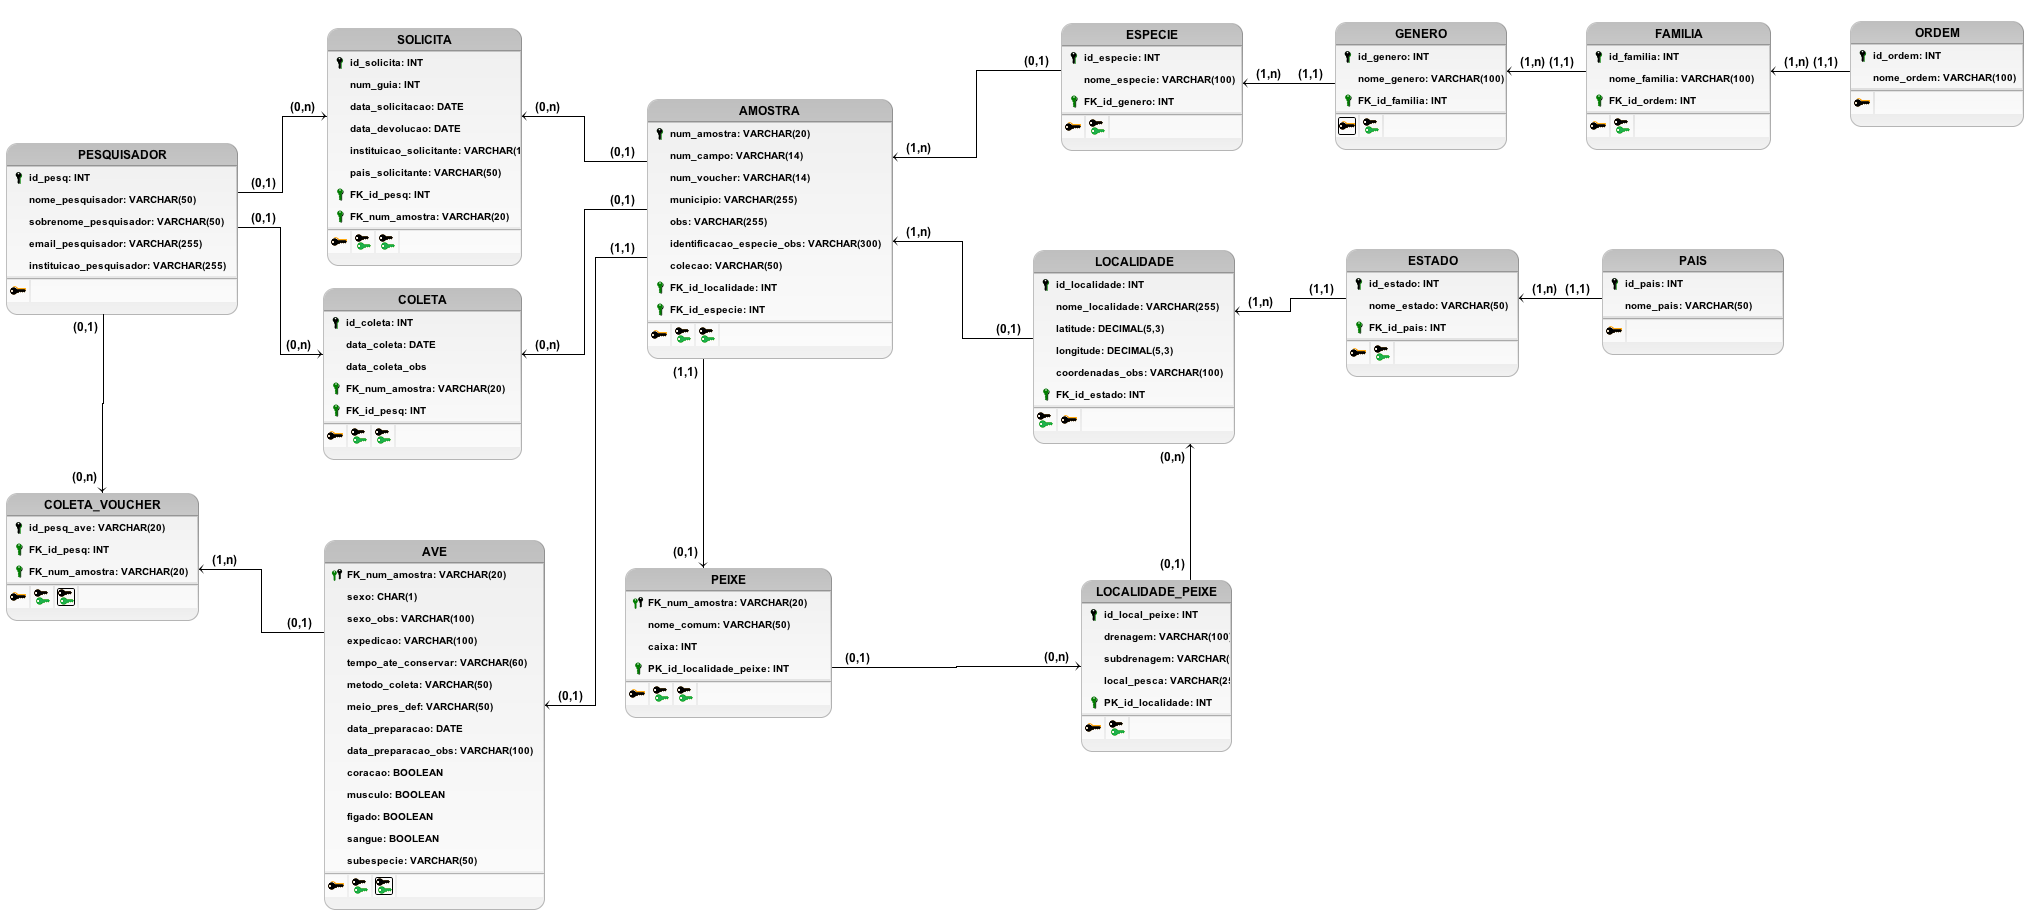 SOLICITA
id_solicita: INT
num_guia: INT
data_solicitacao: DATE
data_devolucao: DATE
instituicao_solicitante: VARCHAR(1
pais_solicitante: VARCHAR(50)
FK_id_pesq: INT
FK_num_amostra: VARCHAR(20)
PESQUISADOR
id_pesq: INT
nome_pesquisador: VARCHAR(50)
sobrenome_pesquisador: VARCHAR(50)
email_pesquisador: VARCHAR(255)
instituicao_pesquisador: VARCHAR(255)
(0,1)
(0,n)
(0,1)
(0,n)
(0,1)
(0,n)
COLETA
id_coleta: INT
data_coleta: DATE
data_coleta_obs
FK_num_amostra: VARCHAR(20)
FK_id_pesq: INT
(0,n)
(0,1)
(0,1)
(0,n)
(1,1)
AMOSTRA
num_amostra: VARCHAR(20)
num_campo: VARCHAR(14)
num_voucher: VARCHAR(14)
municipio: VARCHAR(255)
obs: VARCHAR(255)
identificacao_especie_obs: VARCHAR(300)
colecao: VARCHAR(50)
FK_id_localidade: INT
FK_id_especie: INT
(1,n)
(0,1)
(1,n)
(0,1)
ESPECIE
id_especie: INT
nome_especie: VARCHAR(100)
FK_id_genero: INT
(1,n) (1,1)
GENERO
id_genero: INT
nome_genero: VARCHAR(100)
FK_id_familia: INT
(1,n) (1,1)
FAMILIA
id_familia: INT
nome_familia: VARCHAR(100)
FK_id_ordem: INT
(1,n) (1,1)
ORDEM
id_ordem: INT
nome_ordem: VARCHAR(100)
LOCALIDADE
id_localidade: INT
nome_localidade: VARCHAR(255)
latitude: DECIMAL(5,3)
longitude: DECIMAL(5,3)
coordenadas_obs: VARCHAR(100)
FK_id_estado: INT
(1,n)
(1,1)
ESTADO
id_estado: INT
nome_estado: VARCHAR(50)
FK_id_pais: INT
(1,n) (1,1)
PAIS
id_pais: INT
nome_pais: VARCHAR(50)
COLETA_VOUCHER
id_pesq_ave: VARCHAR(20)
FK_id_pesq: INT
FK_num_amostra: VARCHAR(20)
(1,n)
(0,1)
AVE
FK_num_amostra: VARCHAR(20)
sexo: CHAR(1)
sexo_obs: VARCHAR(100)
expedicao: VARCHAR(100)
tempo_ate_conservar: VARCHAR(60)
metodo_coleta: VARCHAR(50)
meio_pres_def: VARCHAR(50)
data_preparacao: DATE
data_preparacao_obs: VARCHAR(100)
coracao: BOOLEAN
musculo: BOOLEAN
figado: BOOLEAN
sangue: BOOLEAN
subespecie: VARCHAR(50)
(0,1)
(1,1)
(0,1)
PEIXE
FK_num_amostra: VARCHAR(20)
nome_comum: VARCHAR(50)
caixa: INT
PK_id_localidade_peixe: INT
(0,1)
(0,n)
(0,n)
(0,1)
LOCALIDADE_PEIXE
id_local_peixe: INT
drenagem: VARCHAR(100
subdrenagem: VARCHAR(
local_pesca: VARCHAR(25
PK_id_localidade: INT